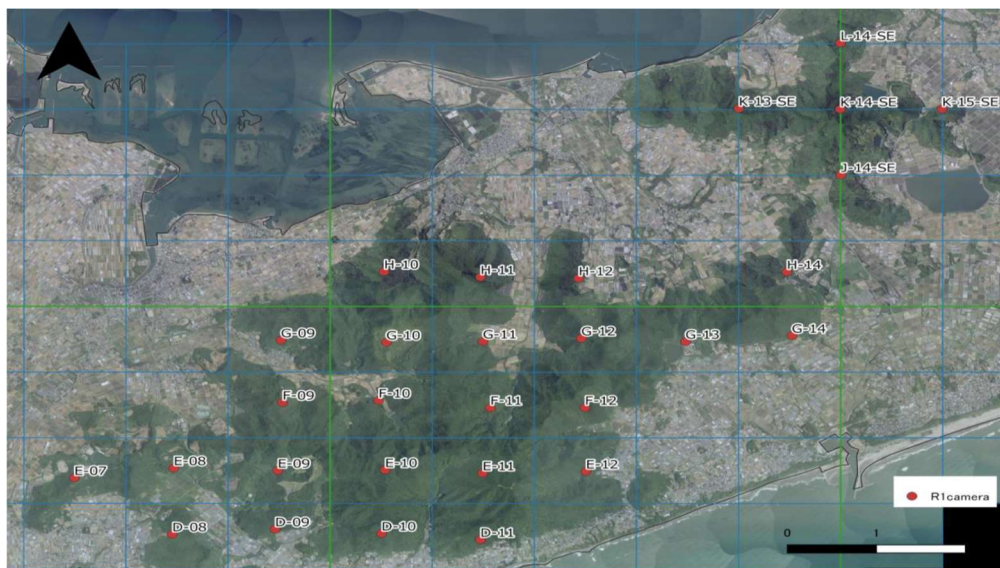 L-14-SE
K-13-SE
K-14-SE
K-15-SE
J-14-SE
H-10
H-11
H-12
H-14
G-09
G-10
G-11
G-12
G-13
G-14
F-09
F-10
F-11
F-12
E-07
E-08
E-09
E-10
E-11
E-12
D-08
D-09
D-10
D-11
R1camera
0 1